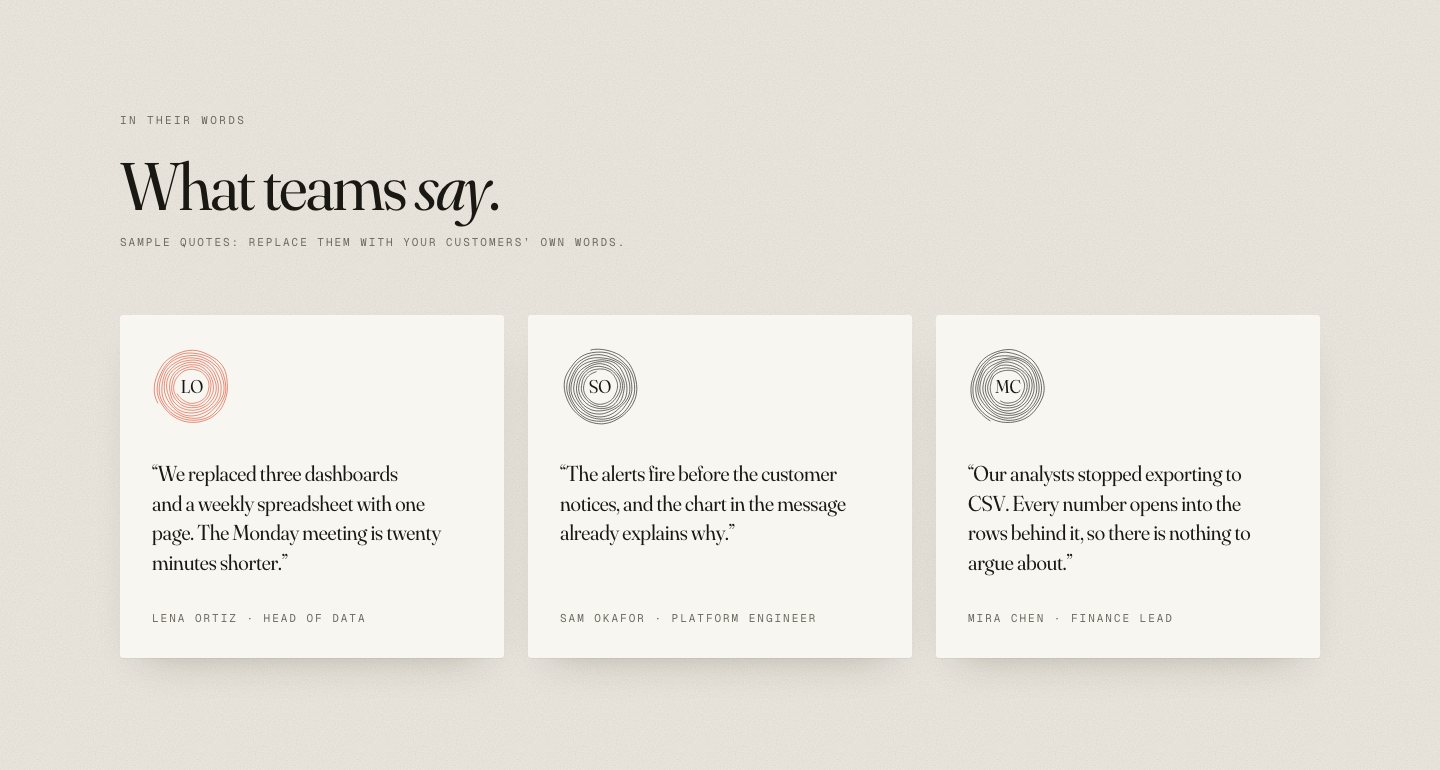 IN THEIR WORDS
What teams say.
SAMPLE QUOTES: REPLACE THEM WITH YOUR CUSTOMERS’ OWN WORDS.
LO
“We replaced three dashboards
and a weekly spreadsheet with one
page. The Monday meeting is twenty
minutes shorter.”
LENA ORTIZ · HEAD OF DATA
SO
“The alerts fire before the customer
notices, and the chart in the message
already explains why.”
SAM OKAFOR · PLATFORM ENGINEER
MC
“Our analysts stopped exporting to
CSV. Every number opens into the
rows behind it, so there is nothing to
argue about.”
MIRA CHEN · FINANCE LEAD